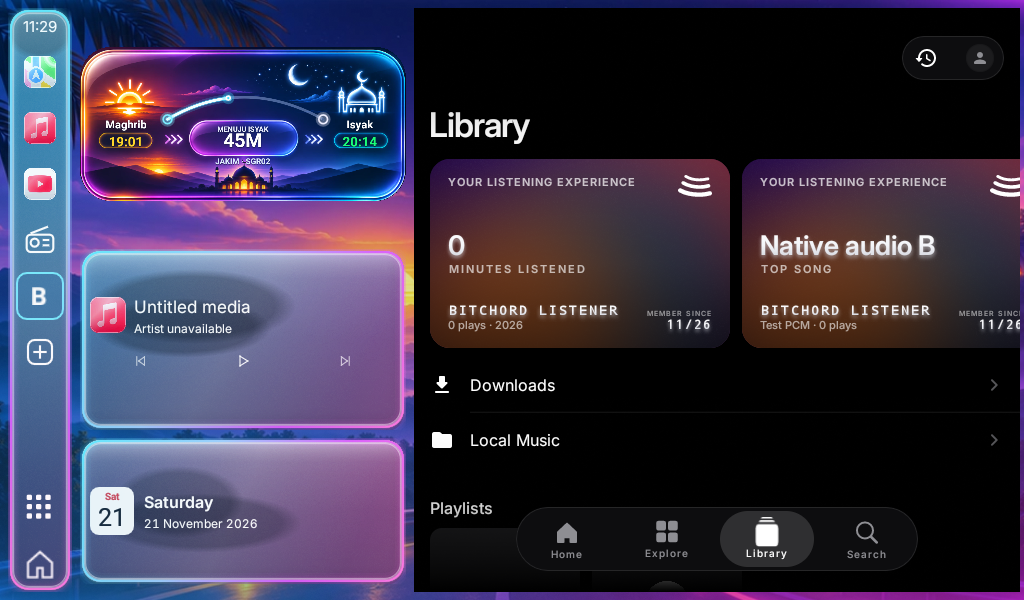 11:29
Maghrib
19:01
MENUJU ISYAK
45M
JAKIM - SGR02
Isyak
20:14
B
Untitled media
Artist unavailable
Sat
21
Saturday
21 November 2026
Library
YOUR LISTENING EXPERIENCE
0
MINUTES LISTENED
BITCHORD LISTENER
0 plays · 2026
MEMBER SINCE
11/26
YOUR LISTENING EXPERIENCE
Native audio B
TOP SONG
BITCHORD LISTENER
Test PCM · 0 plays
MEMBER SINCE
11/26
Downloads
Local Music
Playlists
Home
Explore
Library
Search